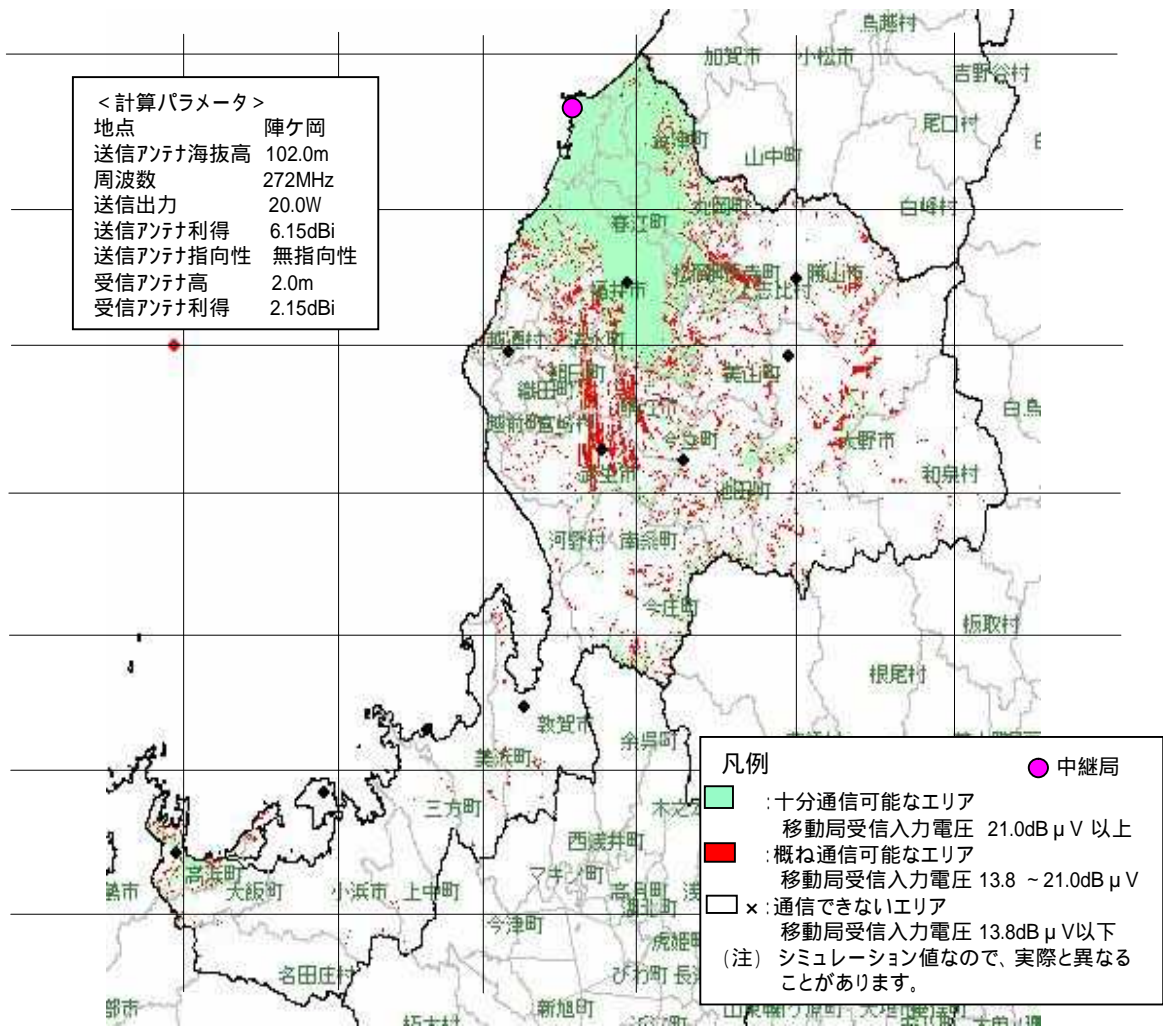 鳥越村
加賀市
小松市
吉野谷村
<計算パラメータ>
地点 陣ケ岡
送信アンテナ海抜高 102.0m
周波数 272MHz
送信出力 20.0W
送信アンテナ利得 6.15dBi
送信アンテナ指向性 無指向性
受信アンテナ高 2.0m
受信アンテナ利得 2.15dBi
尾口村
山中町
白峰村
丸岡町
春江町
勝山市
福井市
越廼村
清水町
美山町
朝日町
織田町
越前町
宮崎村
今立町
大野市
武生市
池田町
和泉村
河野村
南条町
今庄町
板取村
根尾村
敦賀市
余呉町
美浜町
三方町
西浅井町
マキノ町
高月町
湖北町
高浜町
大飯町
小浜市
上中町
今津町
虎姫町
名田庄村
びわ町
新旭町
朽木村
凡例
中継局
:十分通信可能なエリア
移動局受信入力電圧 21.0dBμV 以上
:概ね通信可能なエリア
移動局受信入力電圧 13.8 ~21.0dBμV
×:通信できないエリア
移動局受信入力電圧 13.8dBμV以下
(注) シミュレーション値なので、実際と異なる
ことがあります。